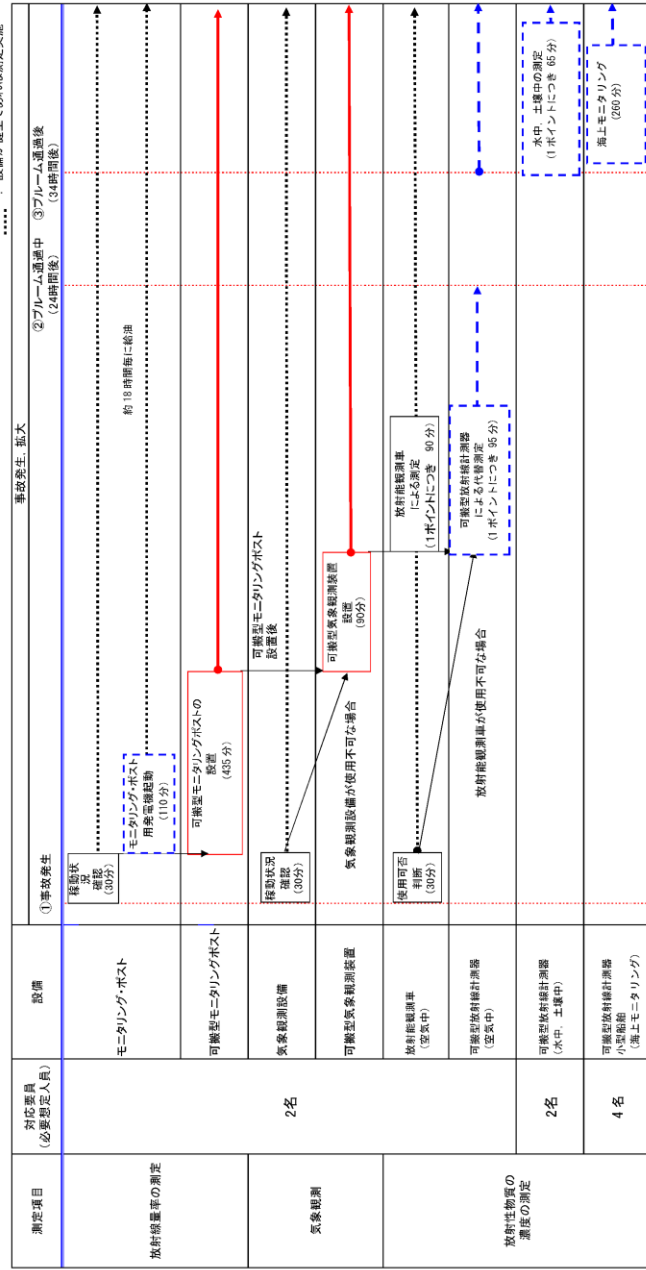 ・設備が健全であれば測定実施
測定項目
対応要員
(必要想定人員)
設備
事故発生、拡大
①事故発生
②プルーム通過中
(24時間後)
③プルーム通過後
(34時間後)
放射線量率の測定
2名
モニタリング・ポスト
稼動状
況
確認
(30分)
モニタリング・ポスト
用発電機起動
(110分)
約18時間毎に給油
可搬型モニタリングポスト
可搬型モニタリングポストの
設置
(435分)
可搬型モニタリングポスト
設置後
気象観測
気象観測設備
稼動状況
確認
(30分)
気象観測設備が使用不可な場合
可搬型気象観測装置
可搬型気象観測装置
設置
(90分)
放射性物質の
濃度の測定
放射能観測車
(空気中)
使用可否
判断
(30分)
放射能観測車
による測定
(1ポイントにつき 90分)
放射能観測車が使用不可な場合
可搬型放射線計測器
(空気中)
可搬型放射線計測器
による代替測定
(1ポイントにつき 95分)
2名
可搬型放射線計測器
(水中、土壌中)
水中、土壌中の測定
(1ポイントにつき 65分)
4名
可搬型放射線計測器
小型船舶
(海上モニタリング)
海上モニタリング
(260分)